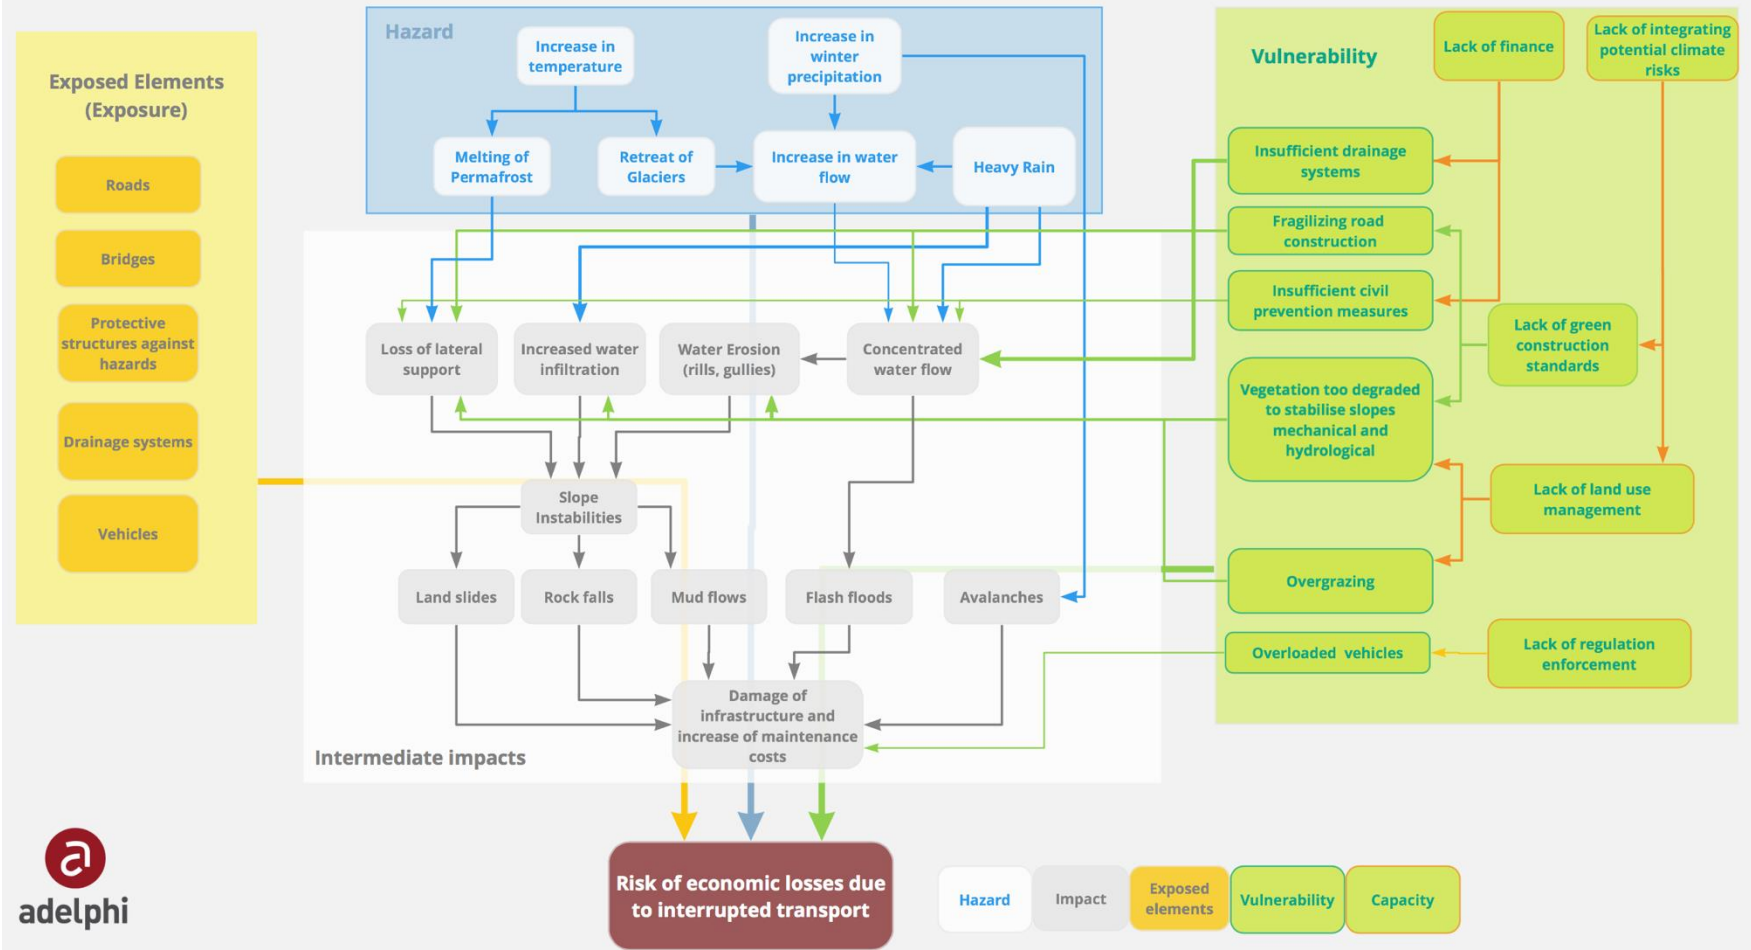 Exposed Elements
(Exposure)
Roads
Bridges
Protective
structures against
hazards
Drainage systems
Vehicles
Hazard
Increase in
temperature
Increase in
winter
precipitation
Melting of
Permafrost
Retreat of
Glaciers
Increase in water
flow
Heavy Rain
Vulnerability
Lack of finance
Lack of integrating
potential climate
risks
Insufficient drainage
systems
Fragilizing road
construction
Insufficient civil
prevention measures
Lack of green
construction
standards
Vegetation too degraded
to stabilise slopes
mechanical and
hydrological
Lack of land use
management
Overgrazing
Overloaded vehicles
Lack of regulation
enforcement
Loss of lateral
support
Increased water
infiltration
Water Erosion
(rills, gullies)
Concentrated
water flow
Slope
Instabilities
Land slides
Rock falls
Mud flows
Flash floods
Avalanches
Damage of
infrastructure and
increase of maintenance
costs
Intermediate impacts
Risk of economic losses due
to interrupted transport
adelphi
Hazard
Impact
Exposed
elements
Vulnerability
Capacity